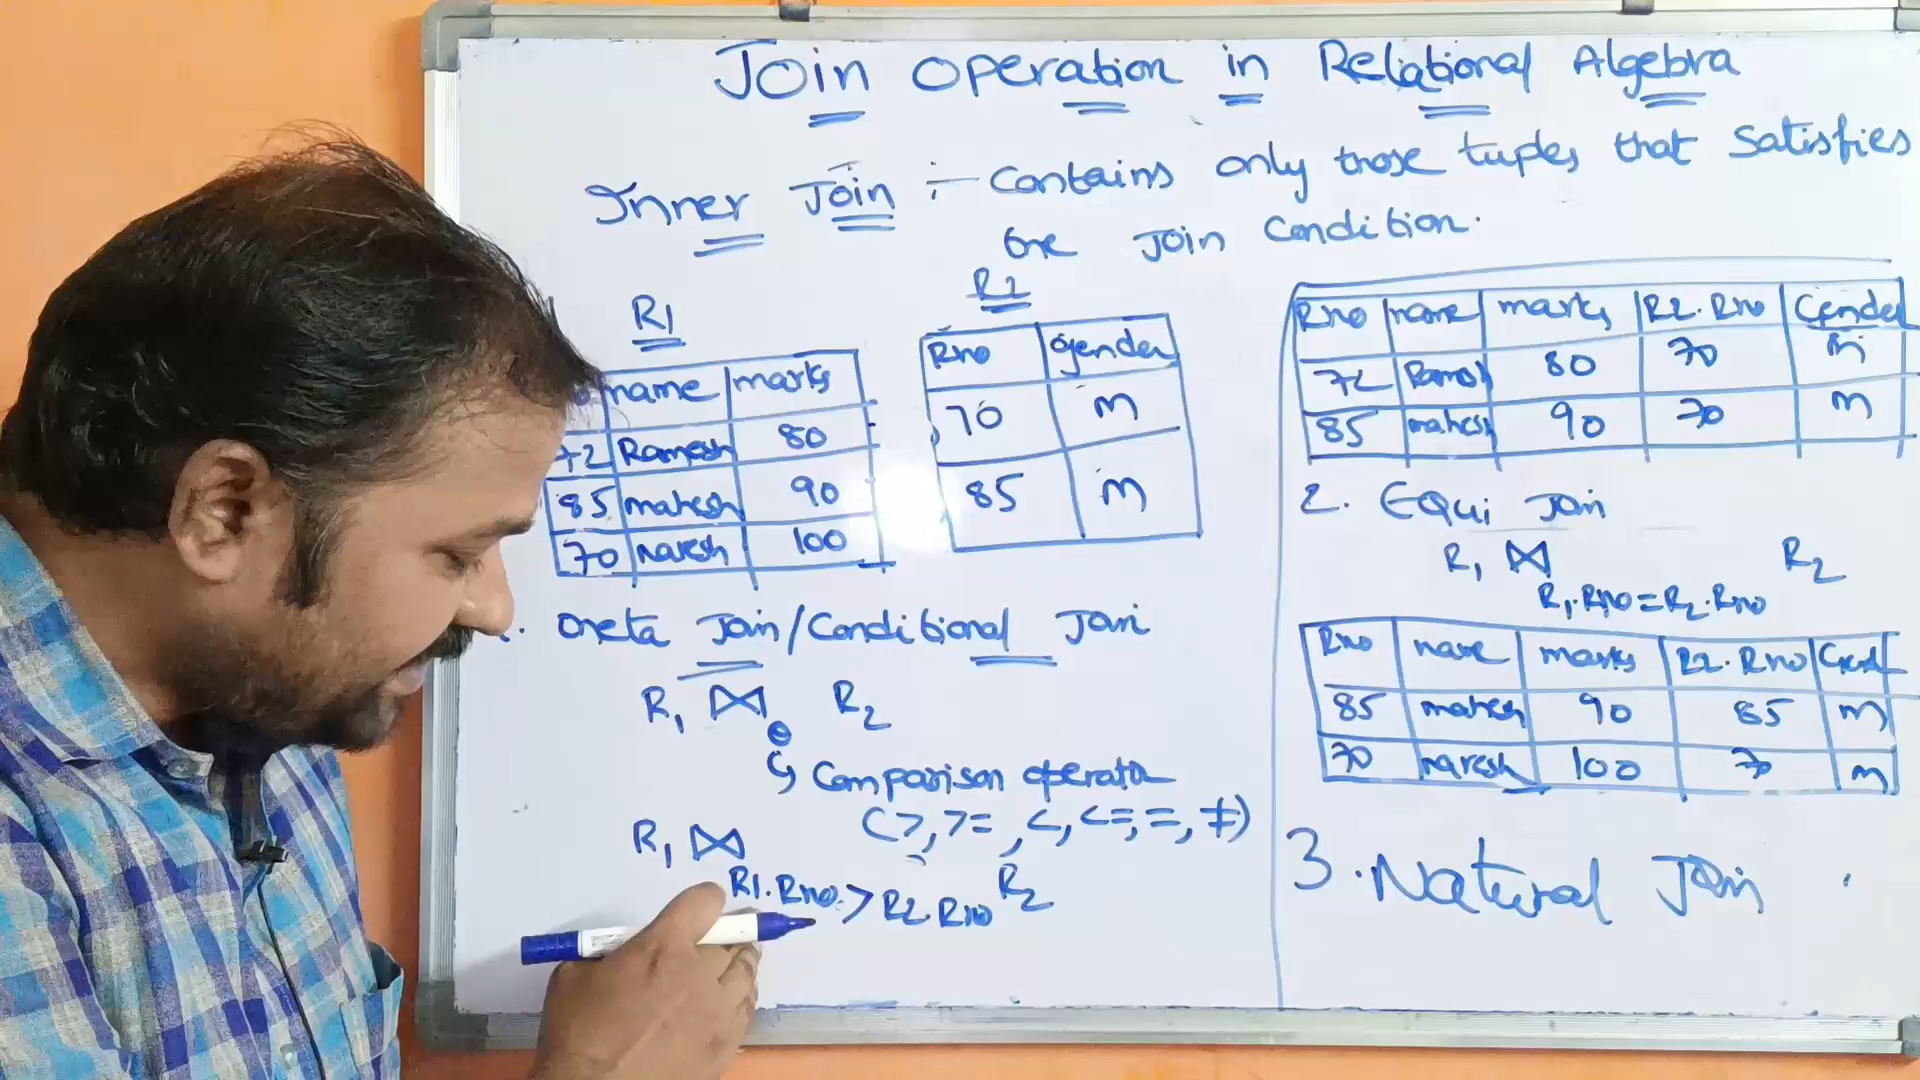 Join Operation in Relational Algebra
Inner Join :- Contains only those tuples that satisfies
the Join Condition.
R1
name marks
72 Ramesh 80
85 mahesh 90
70 naresh 100
R2
Rno gender
70 m
85 m
. Theta Join/Conditional Join
R1 ⋈ R2
θ
↳ Comparison operator
(>, >=, <, <=, =, ≠)
R1 ⋈ R2
R1.Rno > R2.Rno
Rno name marks R2.Rno Gender
72 Ramesh 80 70 m
85 mahesh 90 70 m
2. Equi Join
R1 ⋈ R2
R1.Rno = R2.Rno
Rno name marks R2.Rno
85 mahesh 90 85 m
70 naresh 100 70 m
3. Natural Join